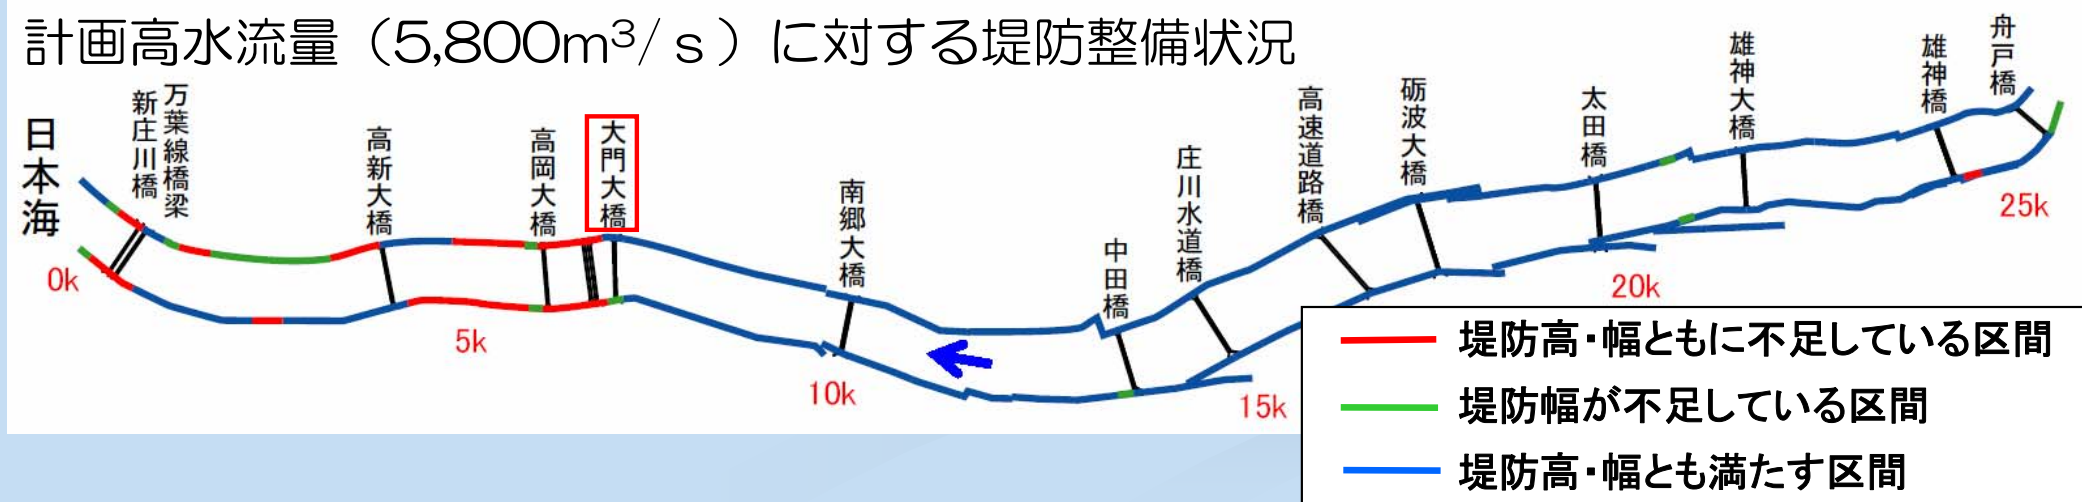 計画高水流量（5,800m³/s）に対する堤防整備状況
日本海
新庄川橋
万葉線橋梁
高新大橋
高岡大橋
大門大橋
南郷大橋
中田橋
庄川水道橋
高速道路橋
砺波大橋
太田橋
雄神大橋
雄神橋
舟戸橋
0k
5k
10k
15k
20k
25k
堤防高・幅ともに不足している区間
堤防幅が不足している区間
堤防高・幅とも満たす区間